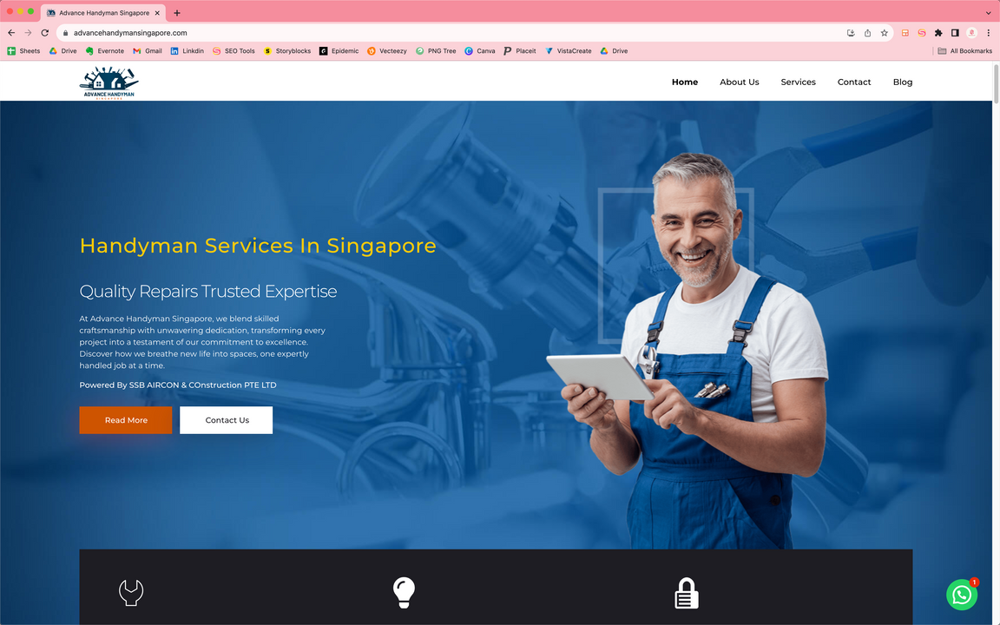 Advance Handyman Singapore
advancehandymansingapore.com
Sheets Drive Evernote Gmail Linkdin SEO Tools Storyblocks Epidemic Vecteezy PNG Tree Canva Placeit VistaCreate Drive All Bookmarks
ADVANCE HANDYMAN
SINGAPORE
Home About Us Services Contact Blog
Handyman Services In Singapore
Quality Repairs Trusted Expertise
At Advance Handyman Singapore, we blend skilled
craftsmanship with unwavering dedication, transforming every
project into a testament of our commitment to excellence.
Discover how we breathe new life into spaces, one expertly
handled job at a time.
Powered By SSB AIRCON & COnstruction PTE LTD
Read More Contact Us
1